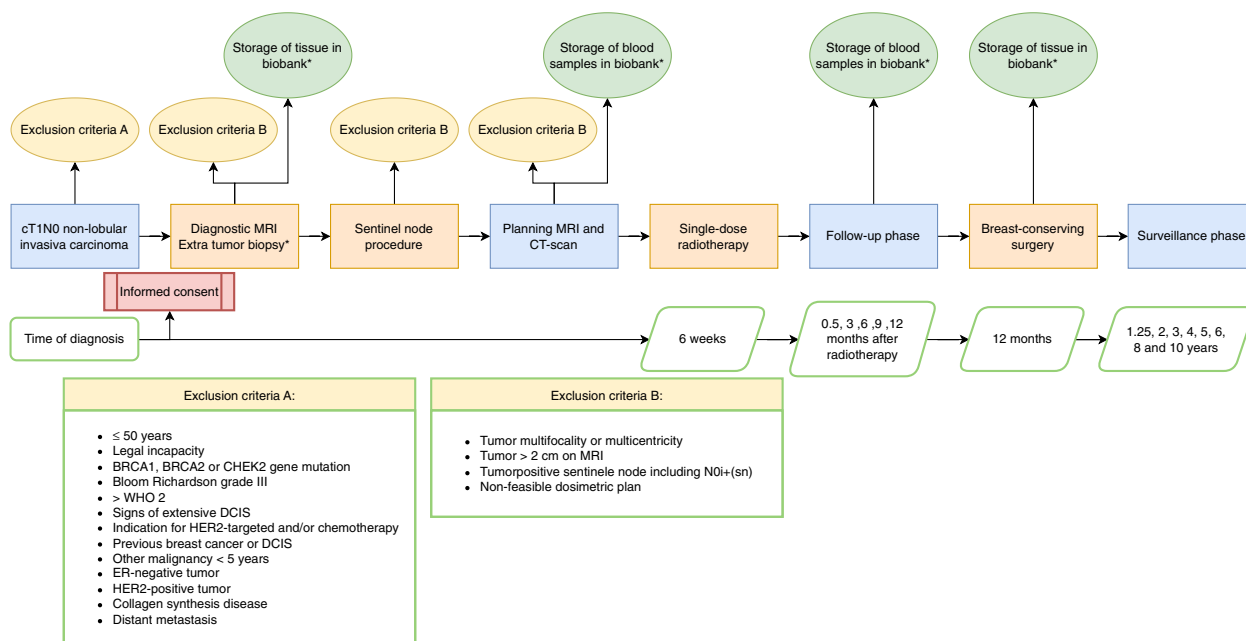 Storage of tissue in
biobank*
Storage of blood
samples in biobank*
Storage of blood
samples in biobank*
Storage of tissue in
biobank*
Exclusion criteria A
Exclusion criteria B
Exclusion criteria B
Exclusion criteria B
cT1N0 non-lobular
invasiva carcinoma
Diagnostic MRI
Extra tumor biopsy*
Sentinel node
procedure
Planning MRI and
CT-scan
Single-dose
radiotherapy
Follow-up phase
Breast-conserving
surgery
Surveillance phase
Informed consent
Time of diagnosis
6 weeks
0.5, 3 ,6 ,9 ,12
months after
radiotherapy
12 months
1.25, 2, 3, 4, 5, 6,
8 and 10 years
Exclusion criteria A:
• ≤ 50 years
• Legal incapacity
• BRCA1, BRCA2 or CHEK2 gene mutation
• Bloom Richardson grade III
• > WHO 2
• Signs of extensive DCIS
• Indication for HER2-targeted and/or chemotherapy
• Previous breast cancer or DCIS
• Other malignancy < 5 years
• ER-negative tumor
• HER2-positive tumor
• Collagen synthesis disease
• Distant metastasis
Exclusion criteria B:
• Tumor multifocality or multicentricity
• Tumor > 2 cm on MRI
• Tumorpositive sentinele node including N0i+(sn)
• Non-feasible dosimetric plan